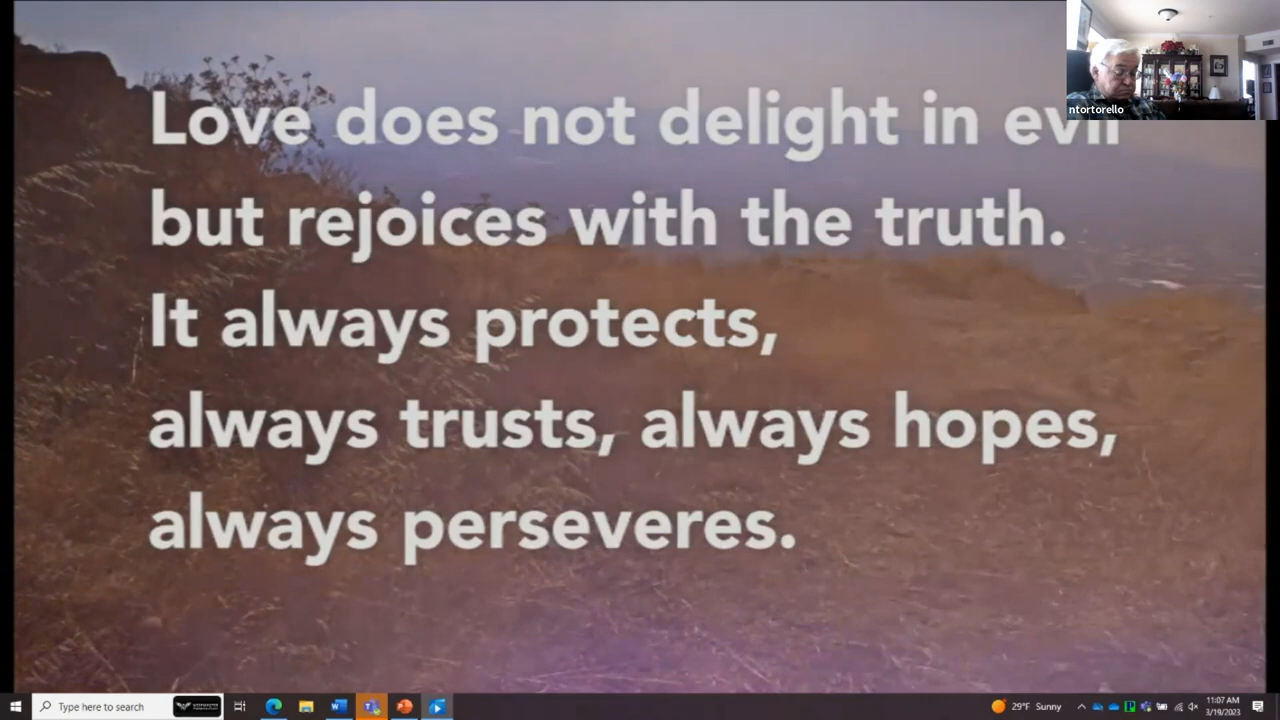 Love does not delight in evil
but rejoices with the truth.
It always protects,
always trusts, always hopes,
always perseveres.
ntortorello
Type here to search
29°F Sunny
11:07 AM
3/19/2023